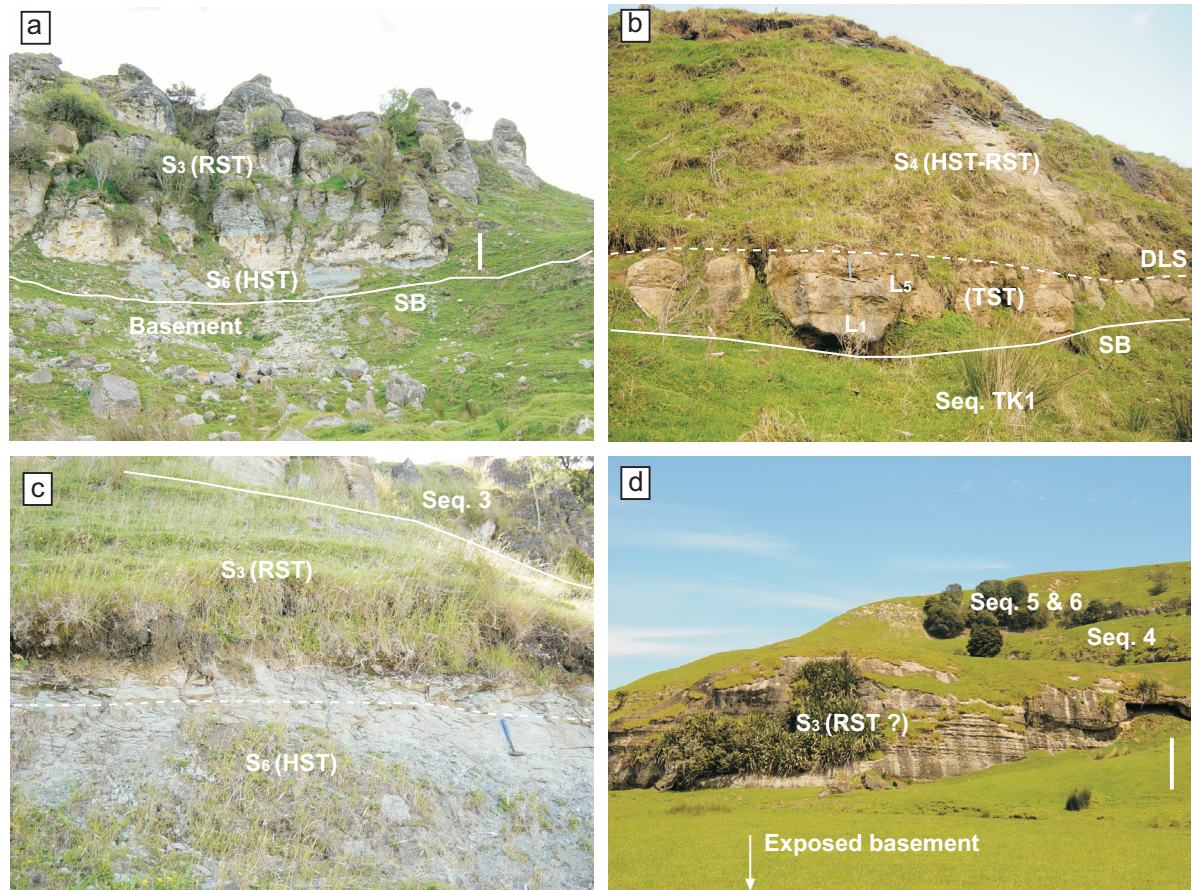 a
S3 (RST)
S6 (HST)
SB
Basement
b
S4 (HST-RST)
DLS
L5
(TST)
L1
SB
Seq. TK1
c
Seq. 3
S3 (RST)
S6 (HST)
d
Seq. 5 & 6
Seq. 4
S3 (RST ?)
Exposed basement